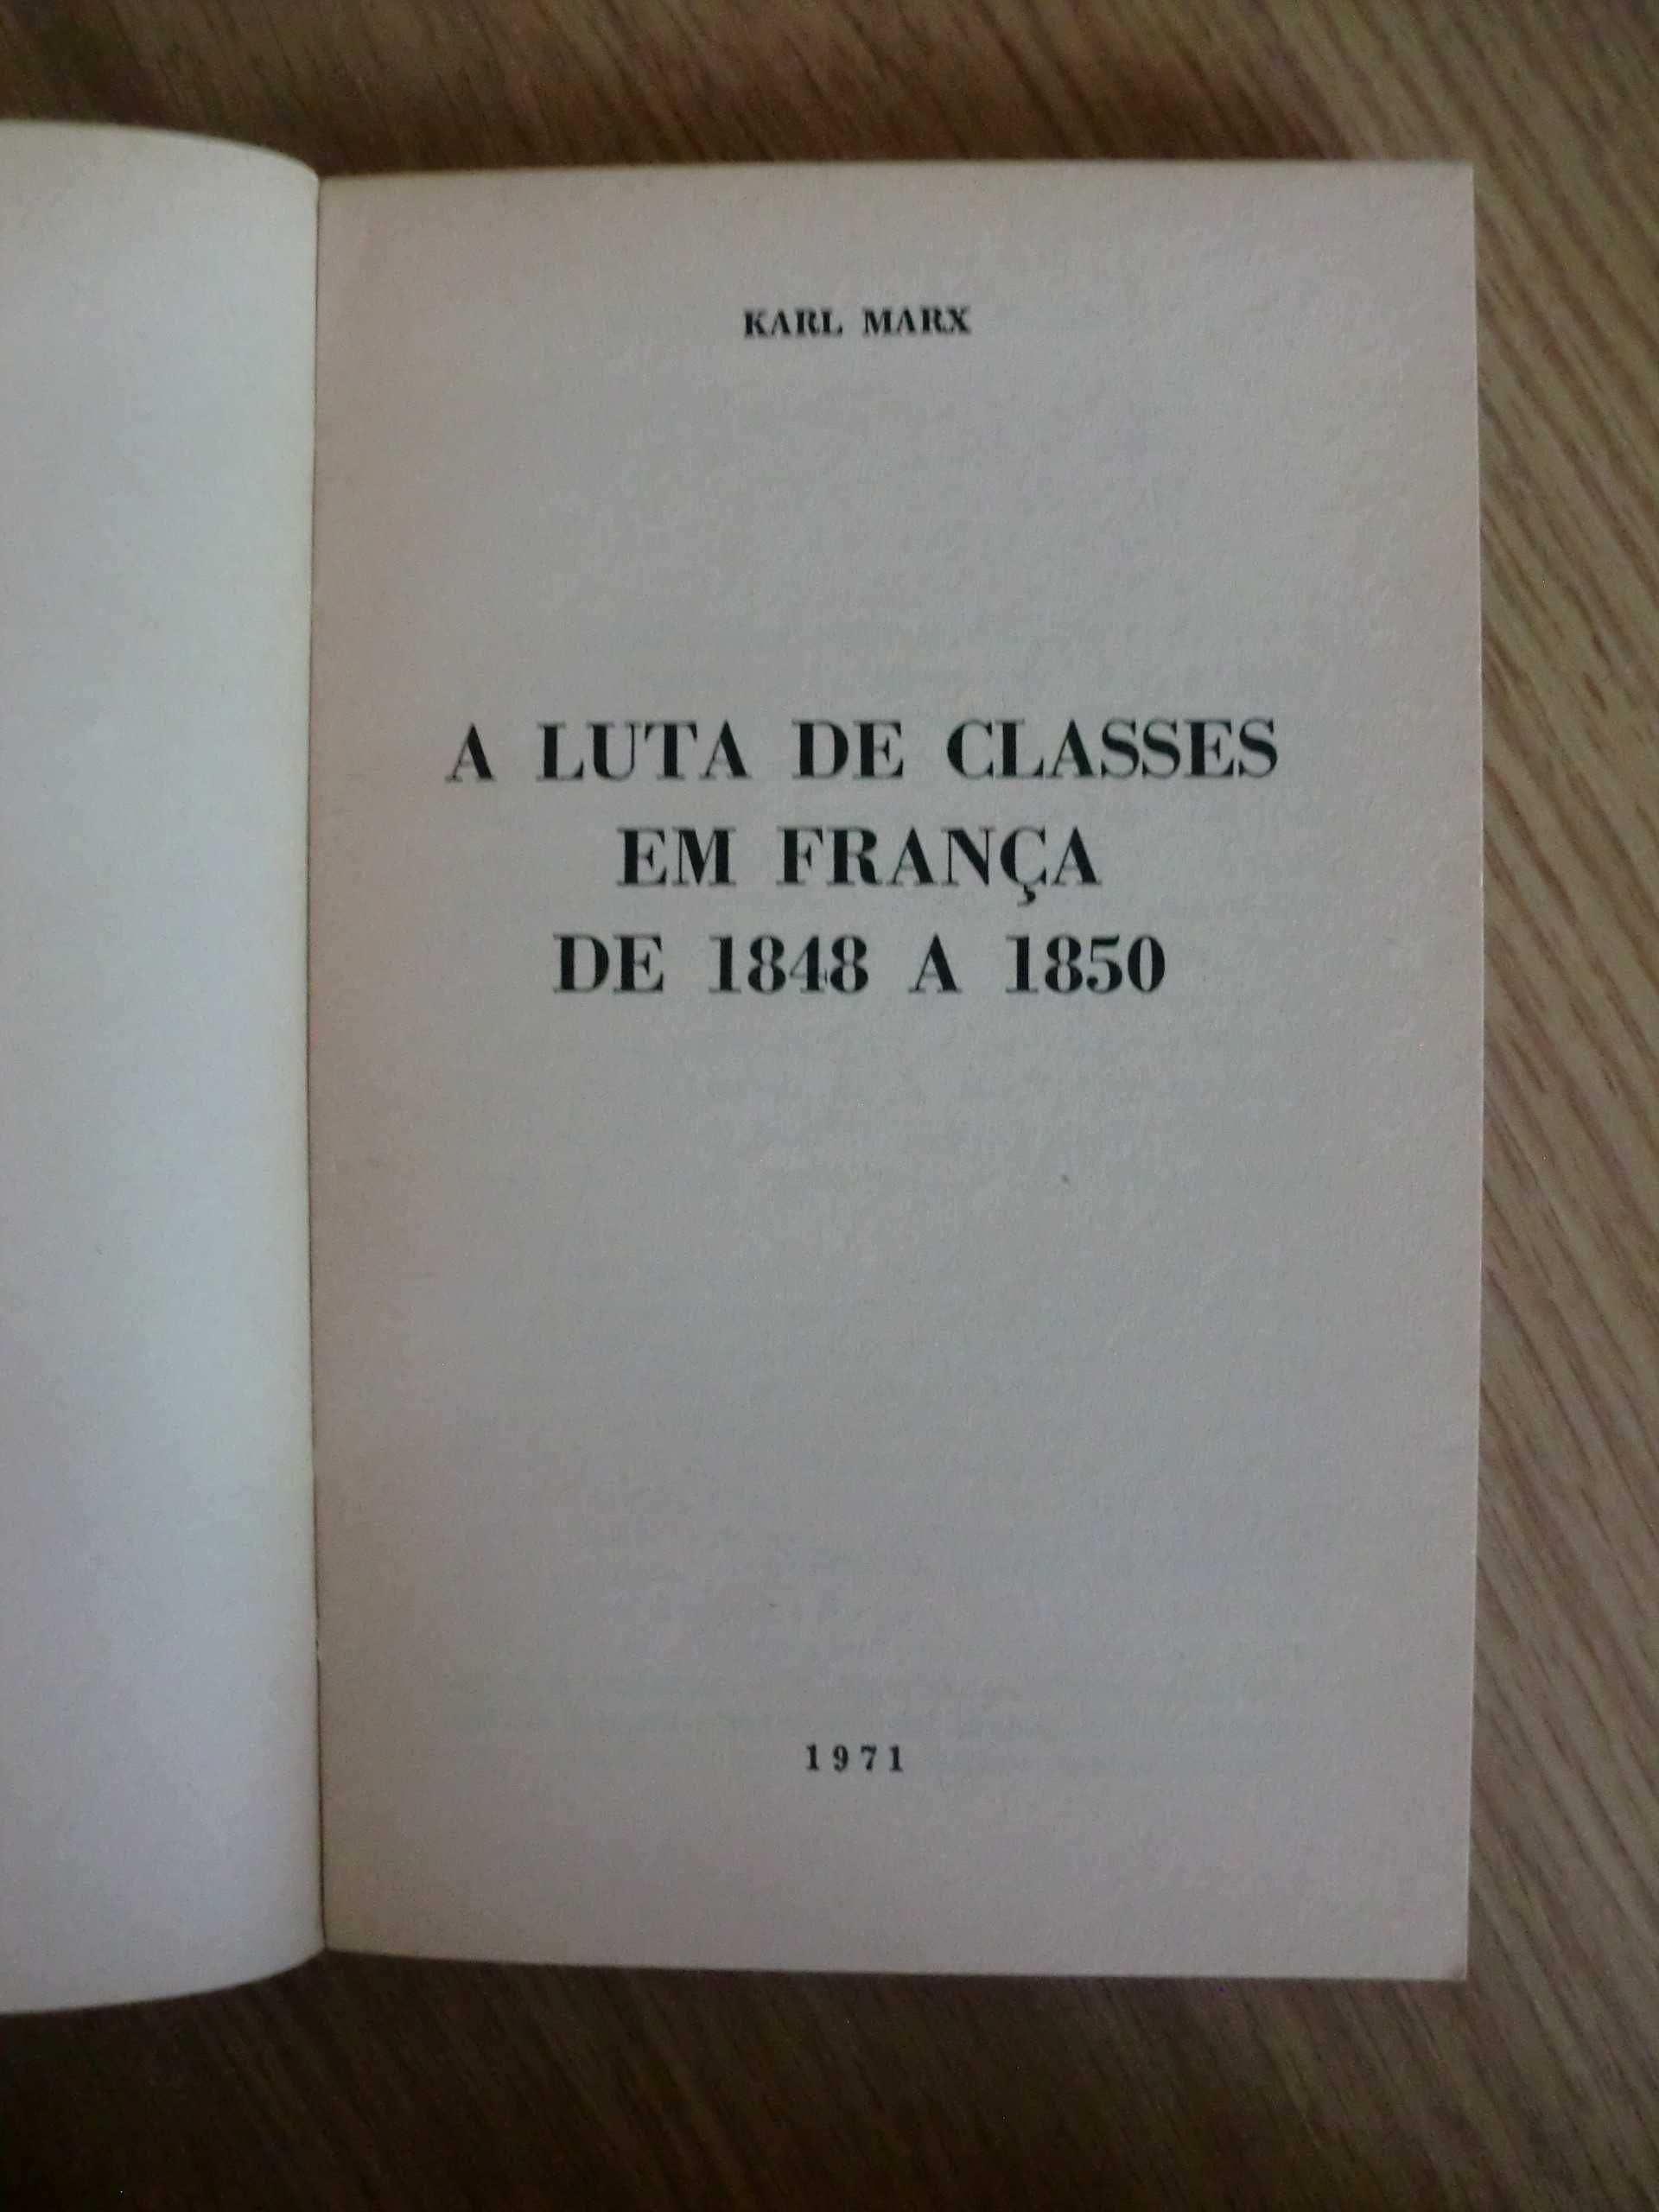 KARL MARX
A LUTA DE CLASSES
EM FRANÇA
DE 1848 A 1850
1971